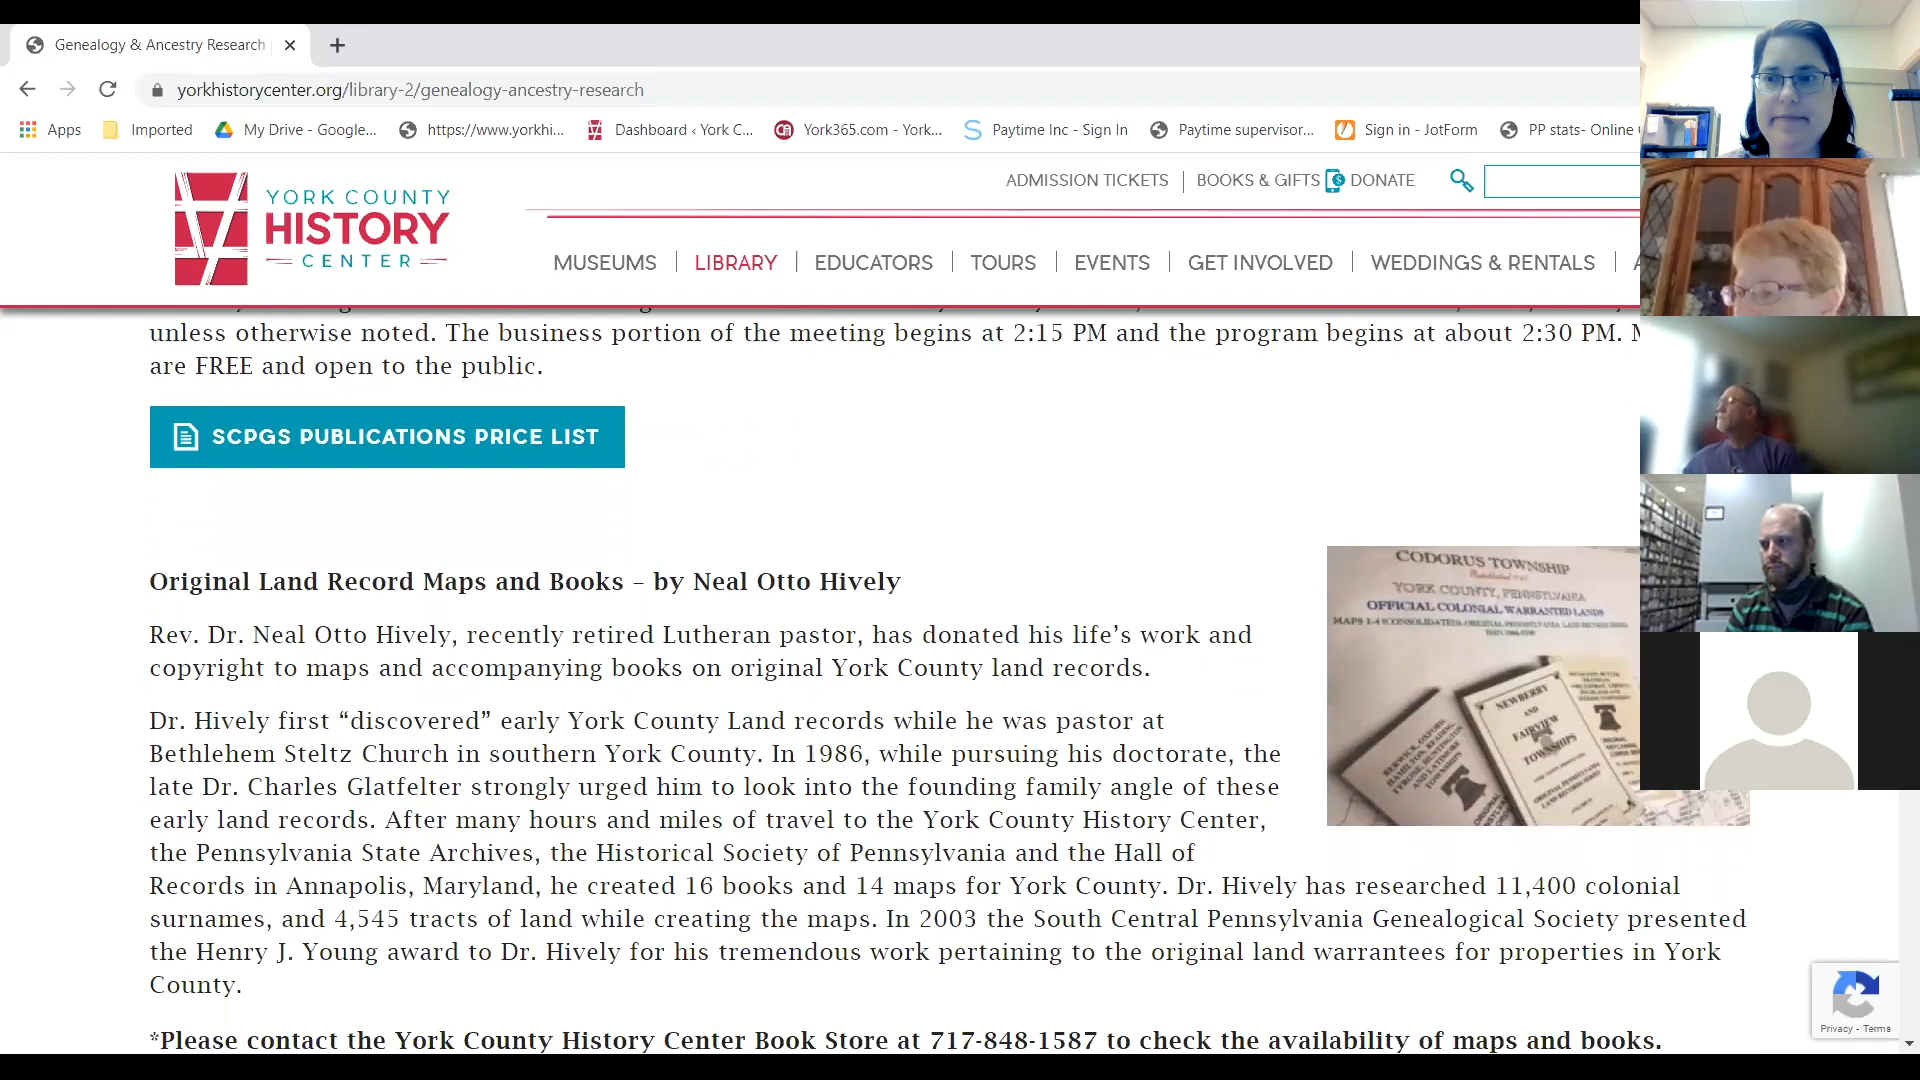 Genealogy & Ancestry Research
yorkhistorycenter.org/library-2/genealogy-ancestry-research
Apps Imported My Drive - Google... https://www.yorkhi... Dashboard ‹ York C... York365.com - York... Paytime Inc - Sign In Paytime supervisor... Sign in - JotForm PP stats- Online
ADMISSION TICKETS BOOKS & GIFTS DONATE
YORK COUNTY
HISTORY
CENTER
MUSEUMS LIBRARY EDUCATORS TOURS EVENTS GET INVOLVED WEDDINGS & RENTALS
unless otherwise noted. The business portion of the meeting begins at 2:15 PM and the program begins at about 2:30 PM.
are FREE and open to the public.
SCPGS PUBLICATIONS PRICE LIST
Original Land Record Maps and Books – by Neal Otto Hively
Rev. Dr. Neal Otto Hively, recently retired Lutheran pastor, has donated his life’s work and
copyright to maps and accompanying books on original York County land records.
Dr. Hively first “discovered” early York County Land records while he was pastor at
Bethlehem Steltz Church in southern York County. In 1986, while pursuing his doctorate, the
late Dr. Charles Glatfelter strongly urged him to look into the founding family angle of these
early land records. After many hours and miles of travel to the York County History Center,
the Pennsylvania State Archives, the Historical Society of Pennsylvania and the Hall of
Records in Annapolis, Maryland, he created 16 books and 14 maps for York County. Dr. Hively has researched 11,400 colonial
surnames, and 4,545 tracts of land while creating the maps. In 2003 the South Central Pennsylvania Genealogical Society presented
the Henry J. Young award to Dr. Hively for his tremendous work pertaining to the original land warrantees for properties in York
County.
*Please contact the York County History Center Book Store at 717-848-1587 to check the availability of maps and books.
CODORUS TOWNSHIP
YORK COUNTY, PENNSYLVANIA
OFFICIAL COLONIAL WARRANTED LANDS
NEWBERRY
AND
FAIRVIEW
TOWNSHIPS
Privacy - Terms